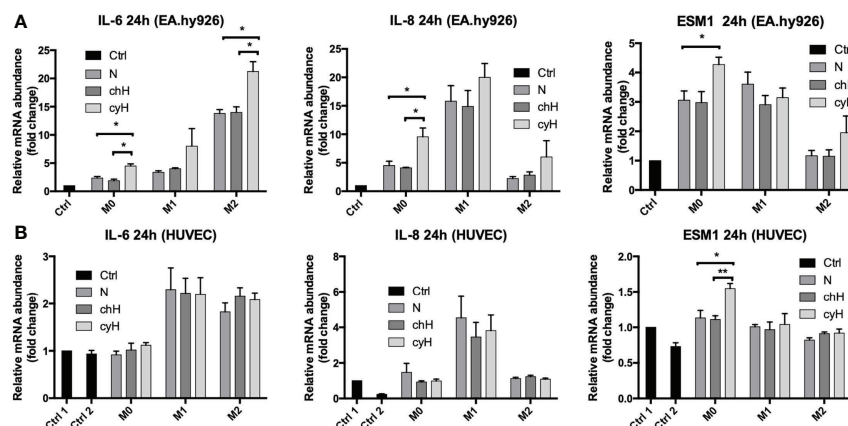 A
IL-6 24h (EA.hy926)
Relative mRNA abundance
(fold change)
25
20
15
10
5
0
Ctrl
N
chH
cyH
*
*
*
*
Ctrl
M0
M1
M2
IL-8 24h (EA.hy926)
Relative mRNA abundance
(fold change)
25
20
15
10
5
0
Ctrl
N
chH
cyH
*
*
Ctrl
M0
M1
M2
ESM1 24h (EA.hy926)
Relative mRNA abundance
(fold change)
5
4
3
2
1
0
Ctrl
N
chH
cyH
*
Ctrl
M0
M1
M2
B
IL-6 24h (HUVEC)
Relative mRNA abundance
(fold change)
3
2
1
0
Ctrl
N
chH
cyH
Ctrl 1
Ctrl 2
M0
M1
M2
IL-8 24h (HUVEC)
Relative mRNA abundance
(fold change)
8
6
4
2
0
Ctrl
N
chH
cyH
Ctrl 1
Ctrl 2
M0
M1
M2
ESM1 24h (HUVEC)
Relative mRNA abundance
(fold change)
2.0
1.5
1.0
0.5
0.0
Ctrl
N
chH
cyH
*
**
Ctrl 1
Ctrl 2
M0
M1
M2